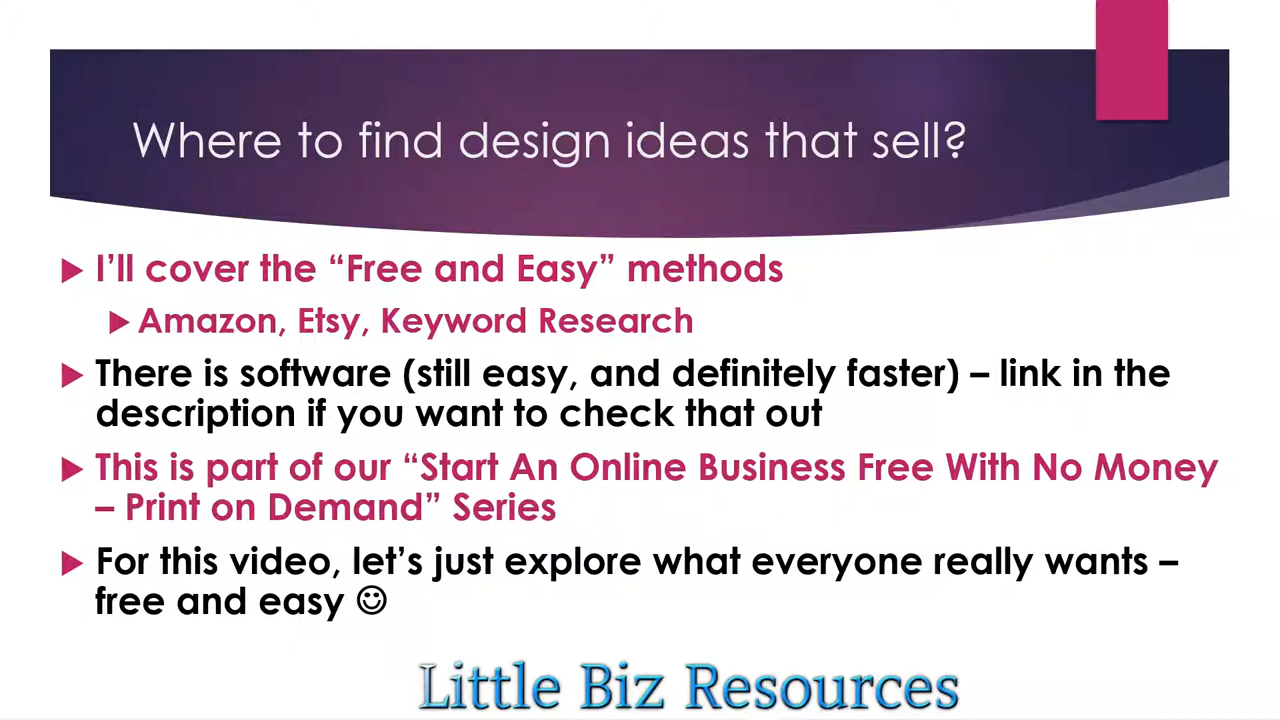 Where to find design ideas that sell?
I’ll cover the “Free and Easy” methods
Amazon, Etsy, Keyword Research
There is software (still easy, and definitely faster) – link in the
description if you want to check that out
This is part of our “Start An Online Business Free With No Money
– Print on Demand” Series
For this video, let’s just explore what everyone really wants –
free and easy ☺
Little Biz Resources